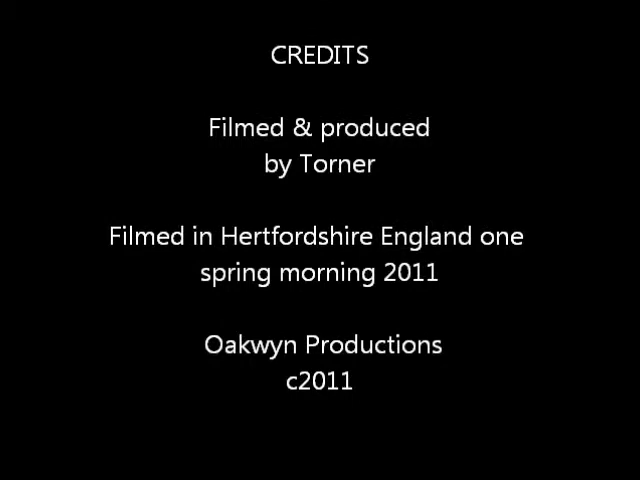 CREDITS
Filmed & produced
by Torner
Filmed in Hertfordshire England one
spring morning 2011
Oakwyn Productions
c2011